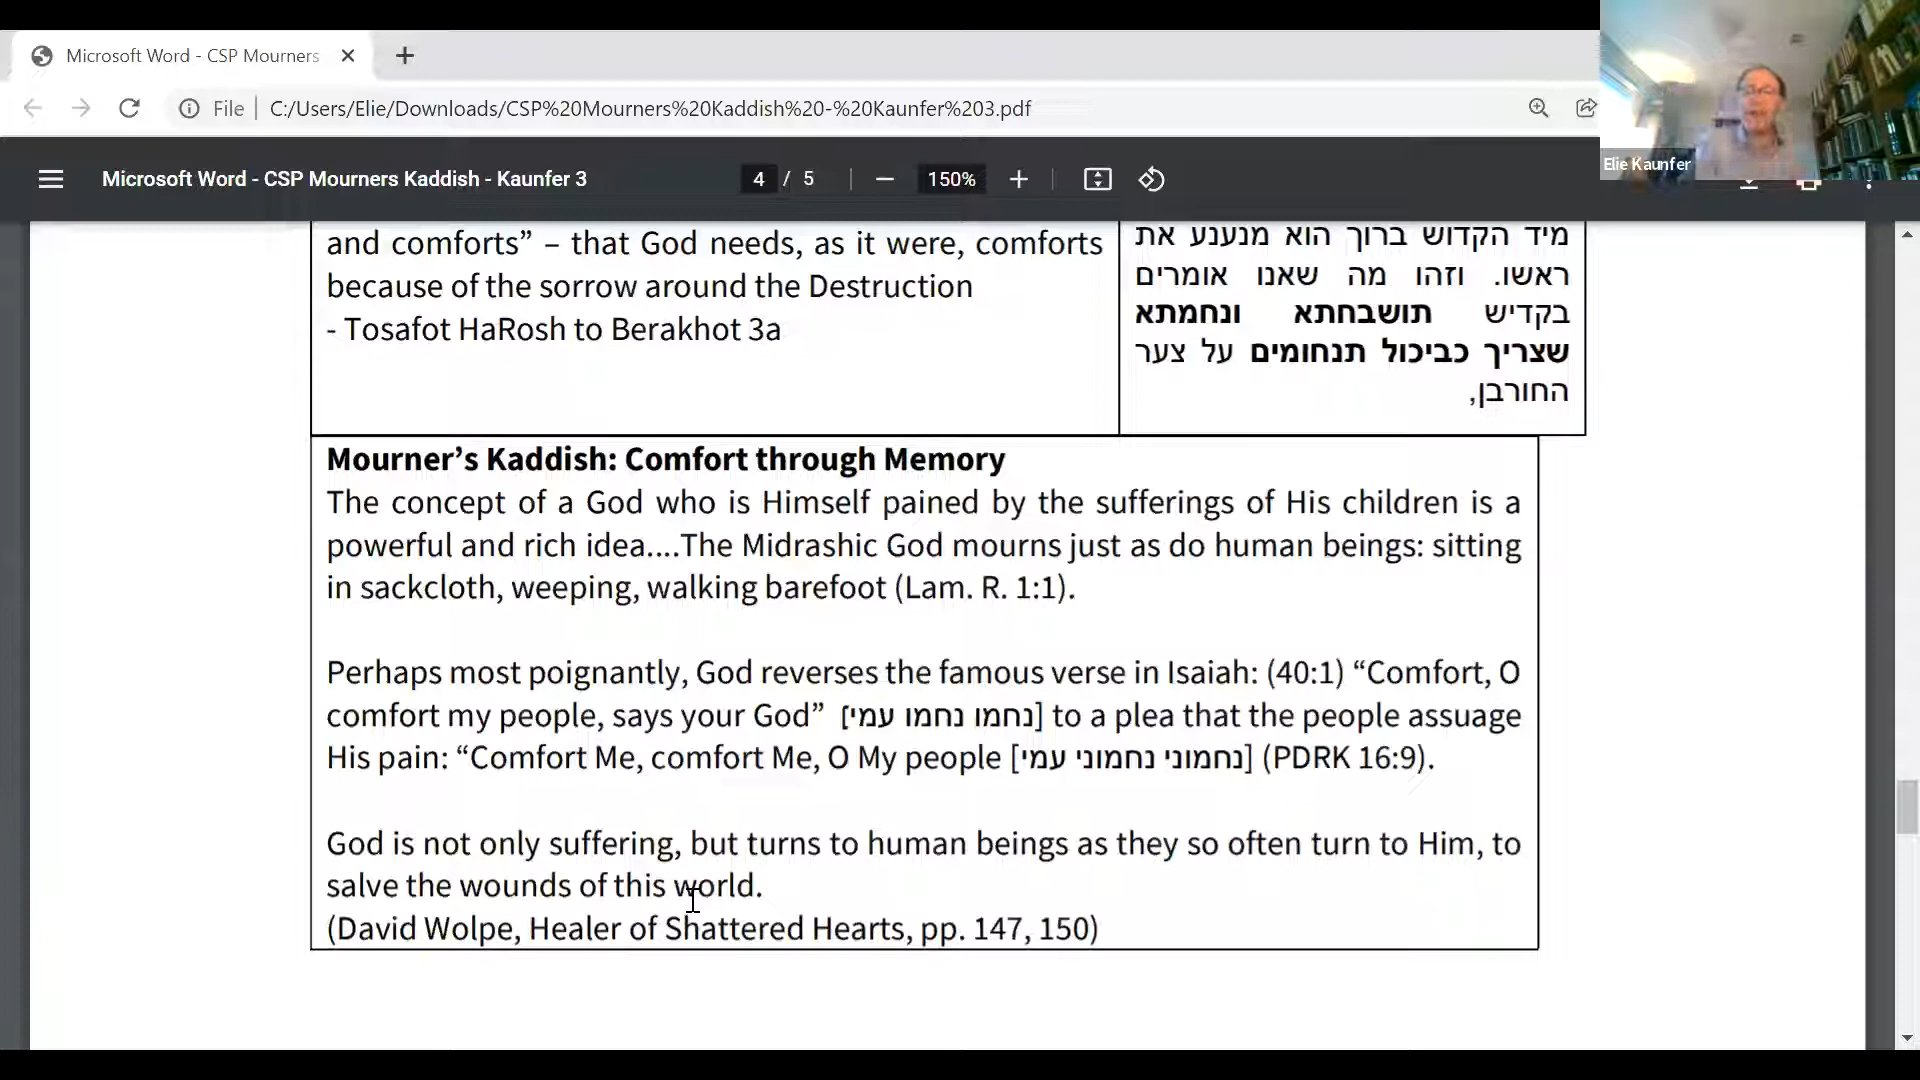 Microsoft Word - CSP Mourners
File
C:/Users/Elie/Downloads/CSP%20Mourners%20Kaddish%20-%20Kaunfer%203.pdf
Elie Kaunfer
Microsoft Word - CSP Mourners Kaddish - Kaunfer 3
4 / 5
150%
and comforts” – that God needs, as it were, comforts
because of the sorrow around the Destruction
- Tosafot HaRosh to Berakhot 3a
מיד הקדוש ברוך הוא מנענע את
ראשו. וזהו מה שאנו אומרים
בקדיש תושבחתא ונחמתא
שצריך כביכול תנחומים על צער
החורבן,
Mourner’s Kaddish: Comfort through Memory
The concept of a God who is Himself pained by the sufferings of His children is a
powerful and rich idea....The Midrashic God mourns just as do human beings: sitting
in sackcloth, weeping, walking barefoot (Lam. R. 1:1).
Perhaps most poignantly, God reverses the famous verse in Isaiah: (40:1) “Comfort, O
comfort my people, says your God” [נחמו נחמו עמי] to a plea that the people assuage
His pain: “Comfort Me, comfort Me, O My people [נחמוני נחמוני עמי] (PDRK 16:9).
God is not only suffering, but turns to human beings as they so often turn to Him, to
salve the wounds of this world.
(David Wolpe, Healer of Shattered Hearts, pp. 147, 150)